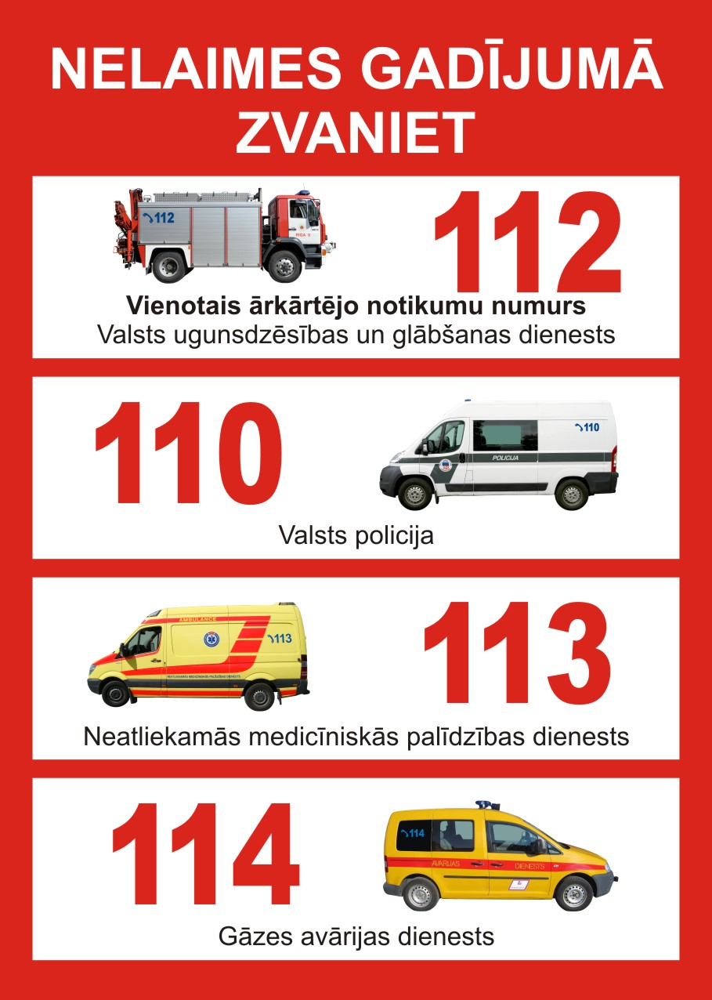 NELAIMES GADĪJUMĀ
ZVANIET
112
RIGA 9
112
Vienotais ārkārtējo notikumu numurs
Valsts ugunsdzēsības un glābšanas dienests
110
110
POLICIJA
Valsts policija
AMBULANCE
113
NEATLIEKAMĀS MEDICĪNISKĀS PALĪDZĪBAS DIENESTS
113
Neatliekamās medicīniskās palīdzības dienests
114
114
AVĀRIJAS DIENESTS
Gāzes avārijas dienests